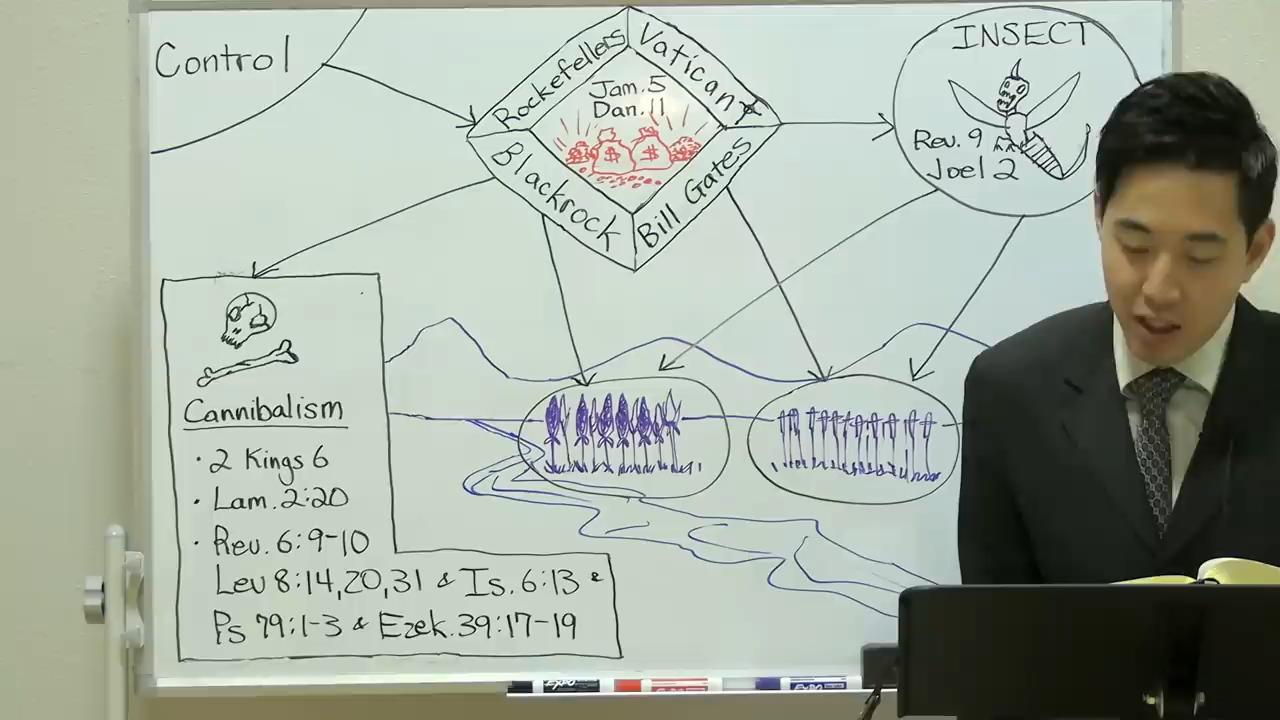 Control
Rockefellers
Vatican
Jam. 5
Dan. 11
$ $
Blackrock
Bill Gates
INSECT
Rev. 9
Joel 2
Cannibalism
· 2 Kings 6
· Lam. 2:20
· Rev. 6:9-10
Lev 8:14,20,31 & Is. 6:13 &
Ps 79:1-3 & Ezek. 39:17-19
EXPO
EXPO